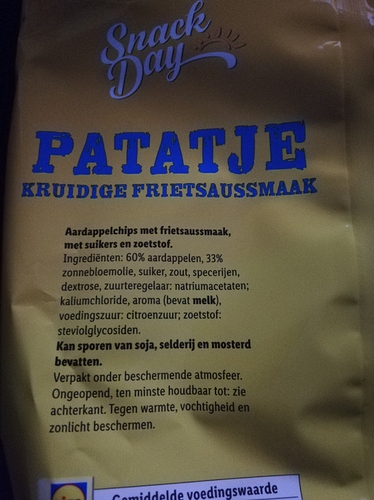 Snack
Day
PATATJE
KRUIDIGE FRIETSAUSSMAAK
Aardappelchips met frietsaussmaak,
met suikers en zoetstof.
Ingrediënten: 60% aardappelen, 33%
zonnebloemolie, suiker, zout, specerijen,
dextrose, zuurteregelaar: natriumacetaten;
kaliumchloride, aroma (bevat melk),
voedingszuur: citroenzuur; zoetstof:
steviolglycosiden.
Kan sporen van soja, selderij en mosterd
bevatten.
Verpakt onder beschermende atmosfeer.
Ongeopend, ten minste houdbaar tot: zie
achterkant. Tegen warmte, vochtigheid en
zonlicht beschermen.
Gemiddelde voedingswaarde